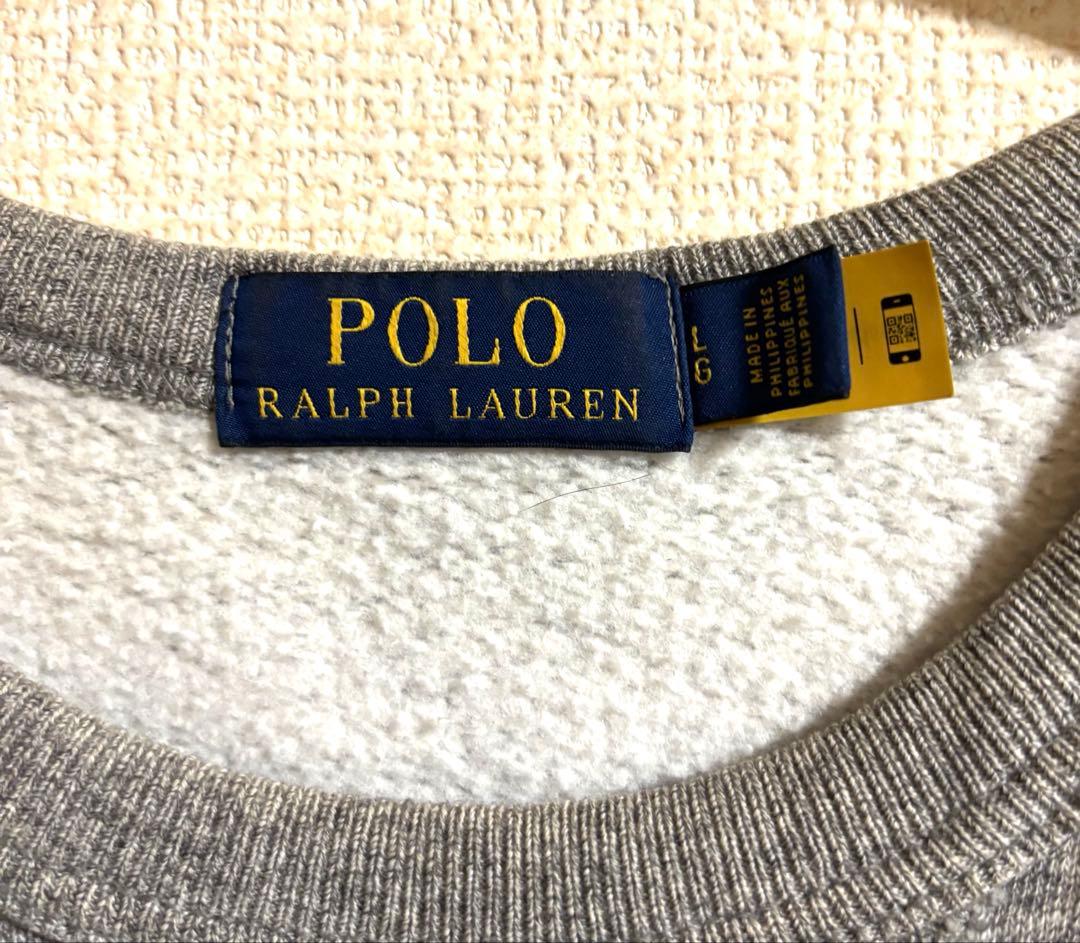 POLO
RALPH LAUREN
MADE IN
PHILIPPINES
FABRIQUÉ AUX
PHILIPPINES